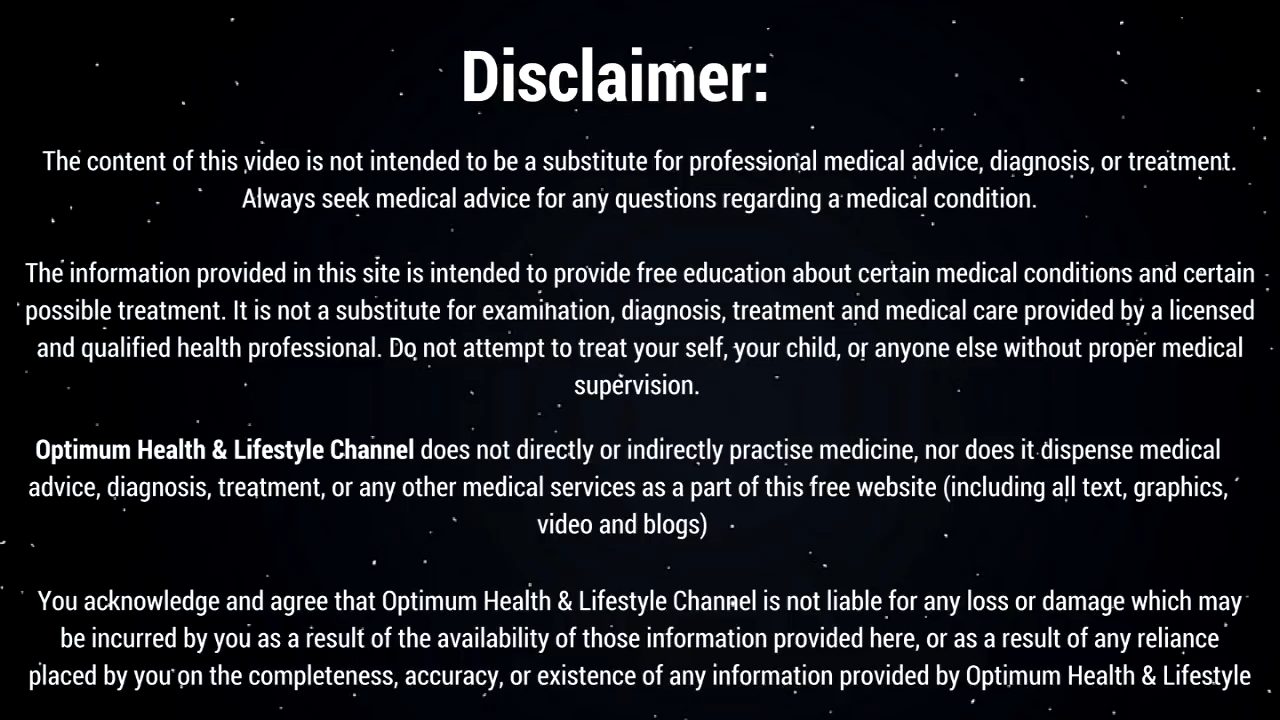 Disclaimer:
The content of this video is not intended to be a substitute for professional medical advice, diagnosis, or treatment.
Always seek medical advice for any questions regarding a medical condition.
The information provided in this site is intended to provide free education about certain medical conditions and certain
possible treatment. It is not a substitute for examination, diagnosis, treatment and medical care provided by a licensed
and qualified health professional. Do not attempt to treat your self, your child, or anyone else without proper medical
supervision.
Optimum Health & Lifestyle Channel does not directly or indirectly practise medicine, nor does it dispense medical
advice, diagnosis, treatment, or any other medical services as a part of this free website (including all text, graphics,
video and blogs)
You acknowledge and agree that Optimum Health & Lifestyle Channel is not liable for any loss or damage which may
be incurred by you as a result of the availability of those information provided here, or as a result of any reliance
placed by you on the completeness, accuracy, or existence of any information provided by Optimum Health & Lifestyle